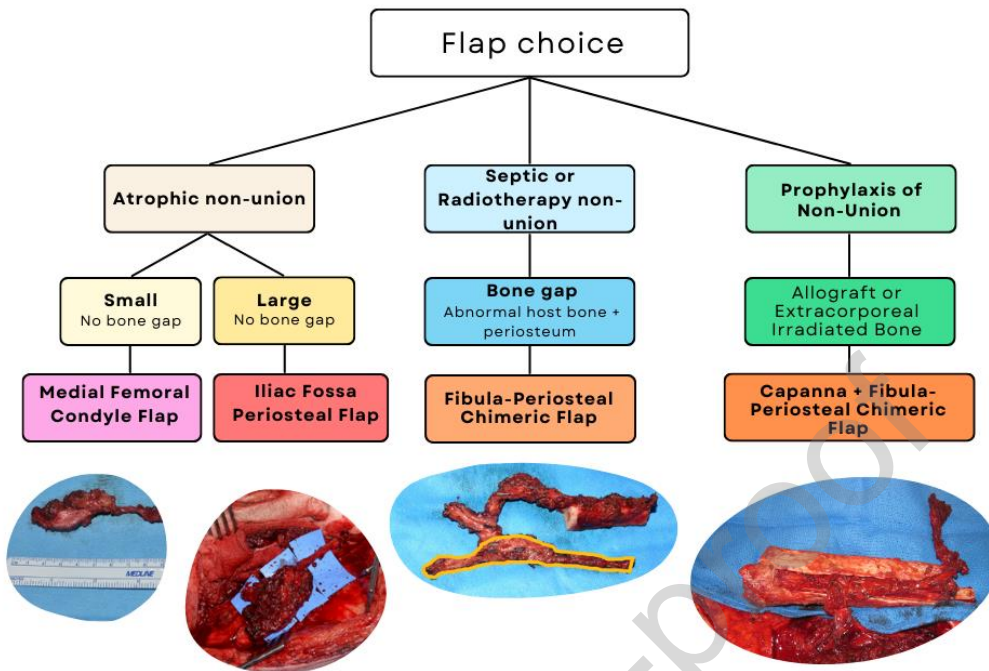 Flap choice
Atrophic non-union
Septic or
Radiotherapy non-
union
Prophylaxis of
Non-Union
Small
No bone gap
Large
No bone gap
Bone gap
Abnormal host bone +
periosteum
Allograft or
Extracorporeal
Irradiated Bone
Medial Femoral
Condyle Flap
Iliac Fossa
Periosteal Flap
Fibula-Periosteal
Chimeric Flap
Capanna + Fibula-
Periosteal Chimeric
Flap
MEDLINE